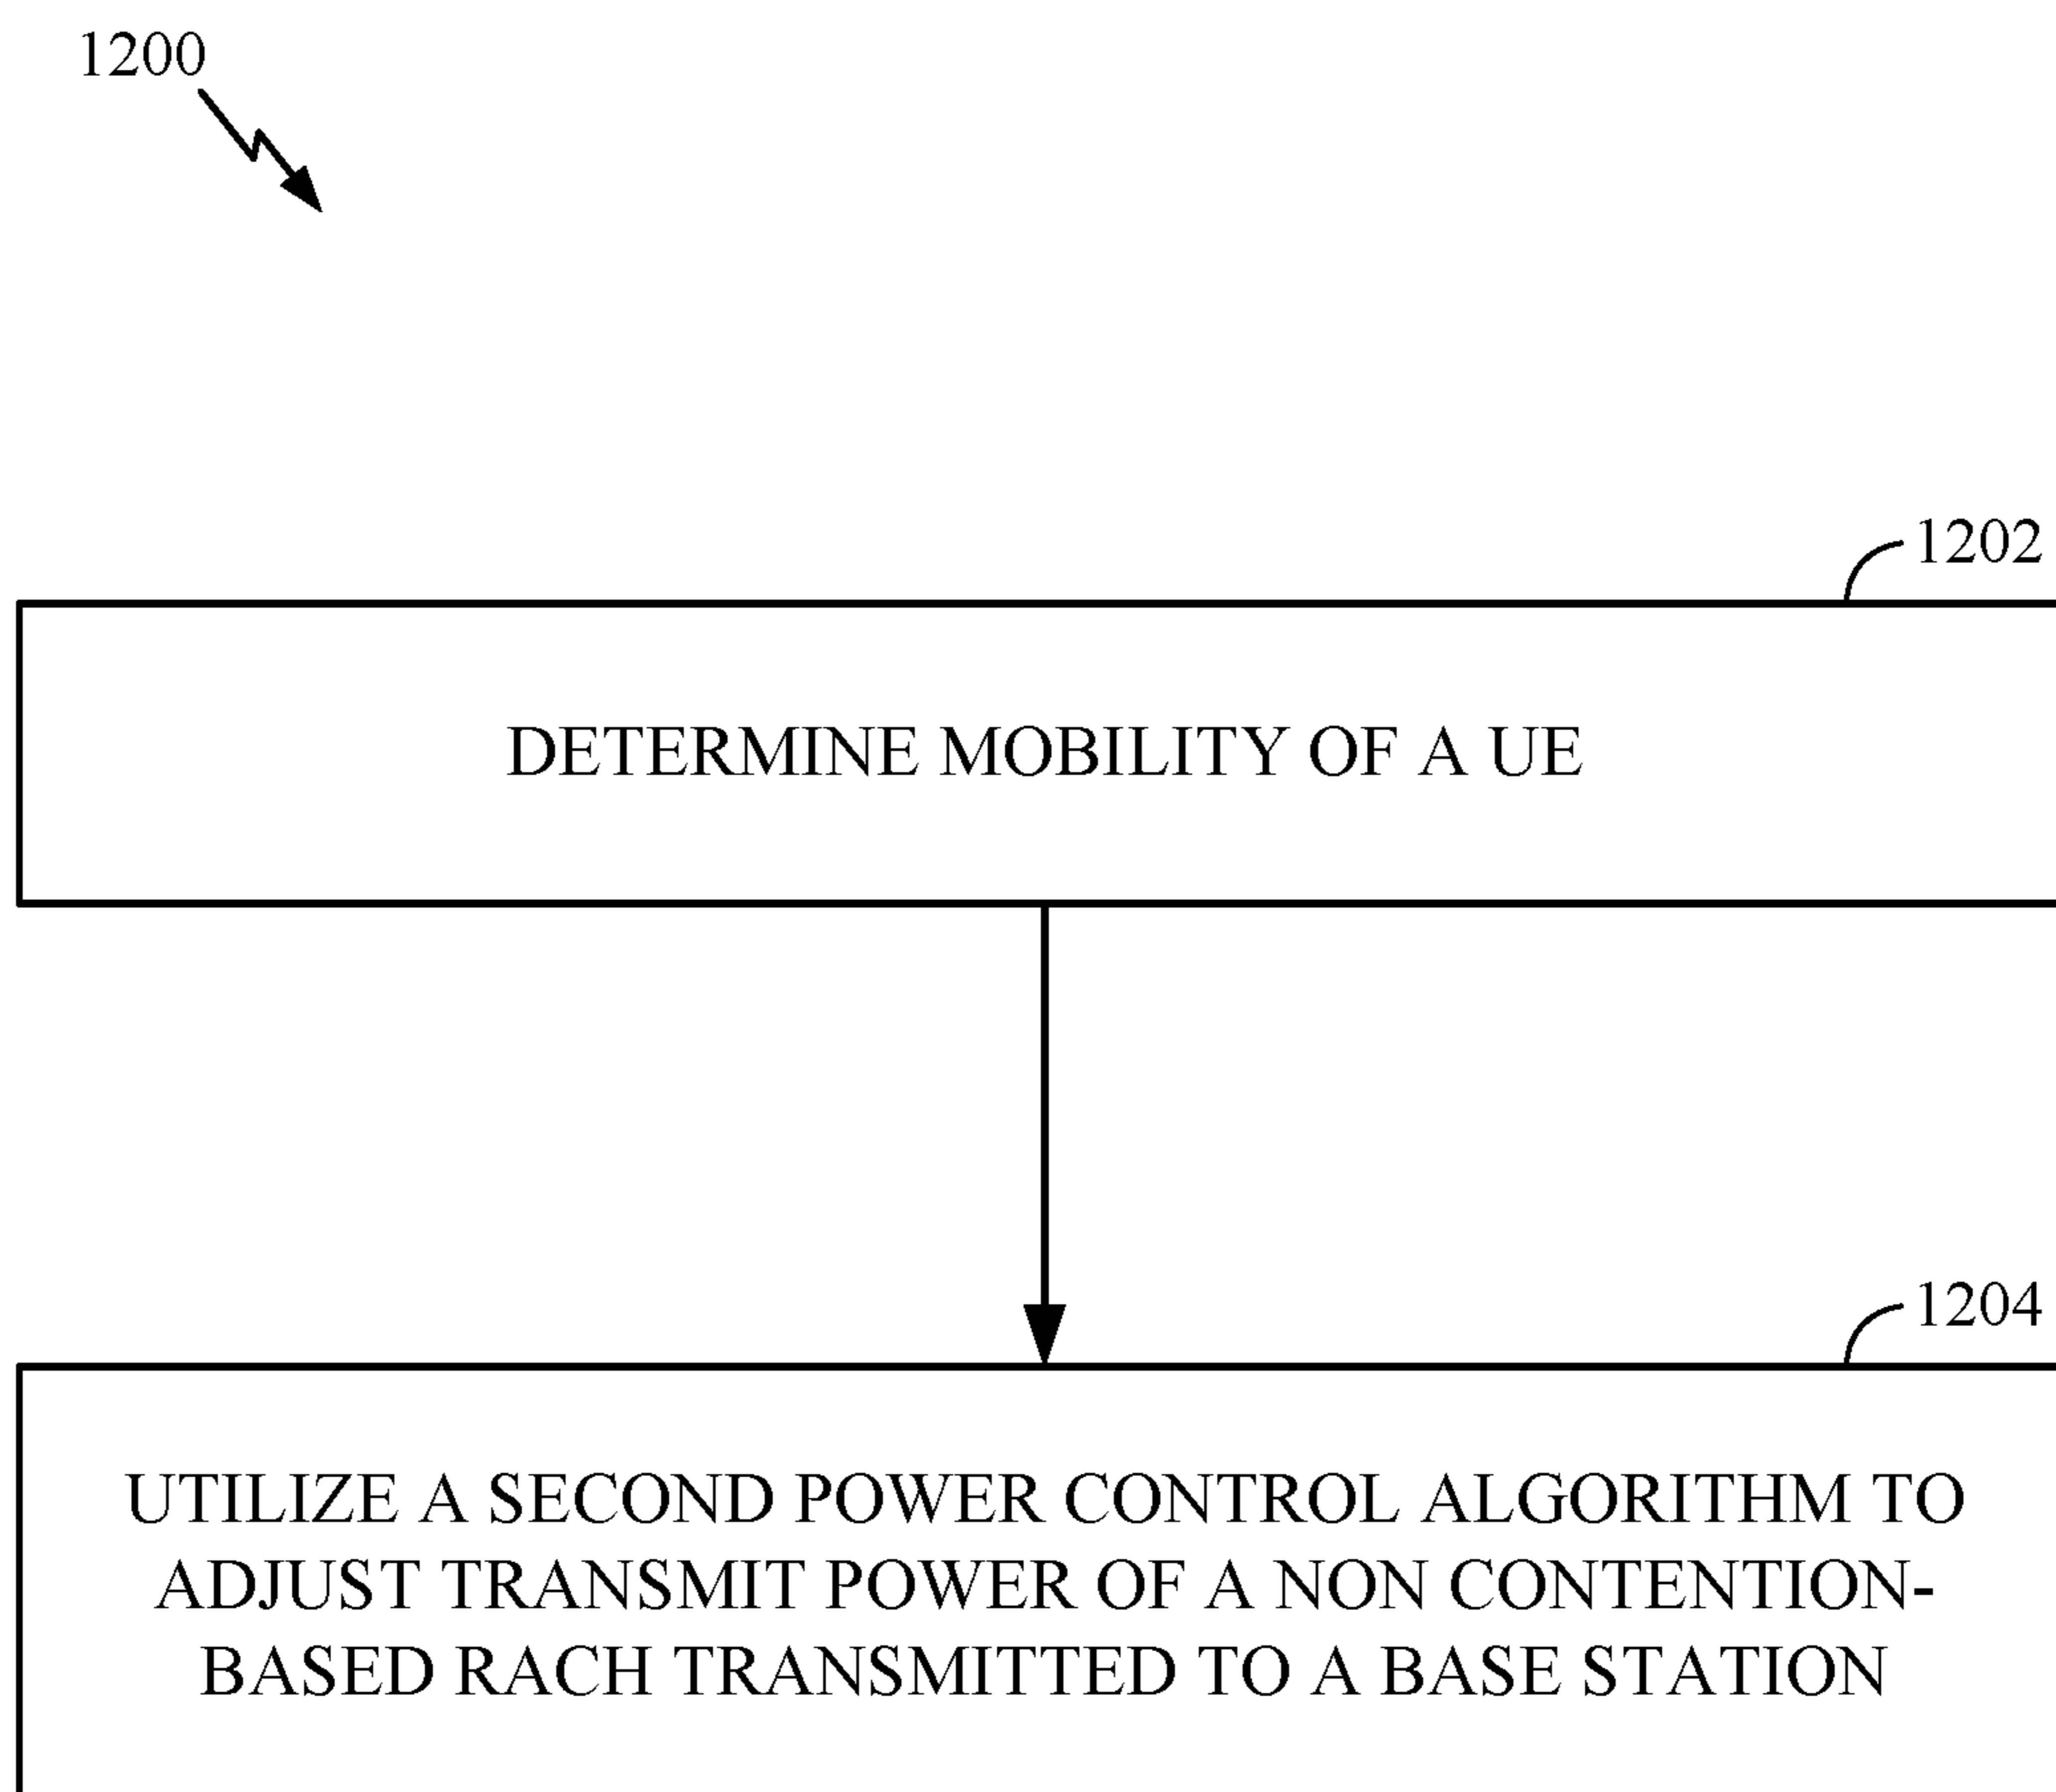 1200
1202
DETERMINE MOBILITY OF A UE
1204
UTILIZE A SECOND POWER CONTROL ALGORITHM TO
ADJUST TRANSMIT POWER OF A NON CONTENTION-
BASED RACH TRANSMITTED TO A BASE STATION